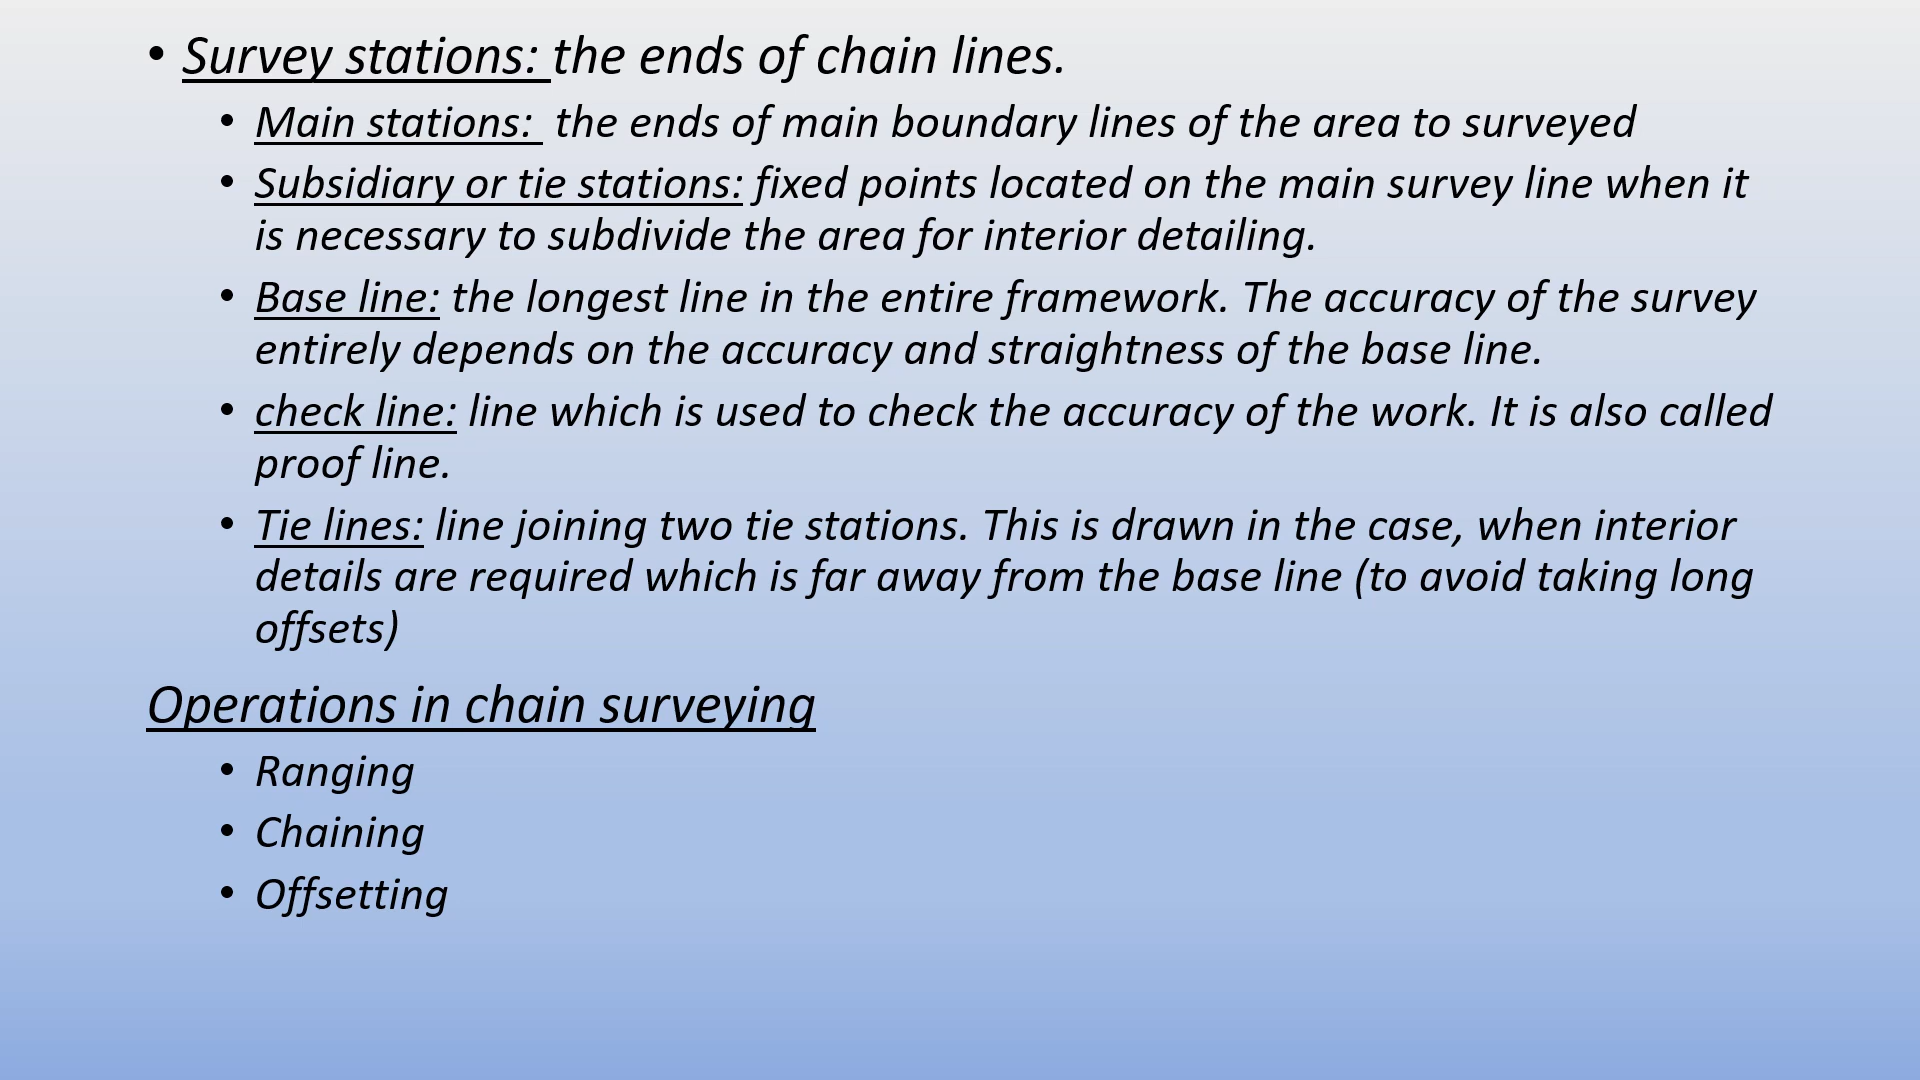 • Survey stations: the ends of chain lines.
• Main stations:  the ends of main boundary lines of the area to surveyed
• Subsidiary or tie stations: fixed points located on the main survey line when it
is necessary to subdivide the area for interior detailing.
• Base line: the longest line in the entire framework. The accuracy of the survey
entirely depends on the accuracy and straightness of the base line.
• check line: line which is used to check the accuracy of the work. It is also called
proof line.
• Tie lines: line joining two tie stations. This is drawn in the case, when interior
details are required which is far away from the base line (to avoid taking long
offsets)
Operations in chain surveying
• Ranging
• Chaining
• Offsetting